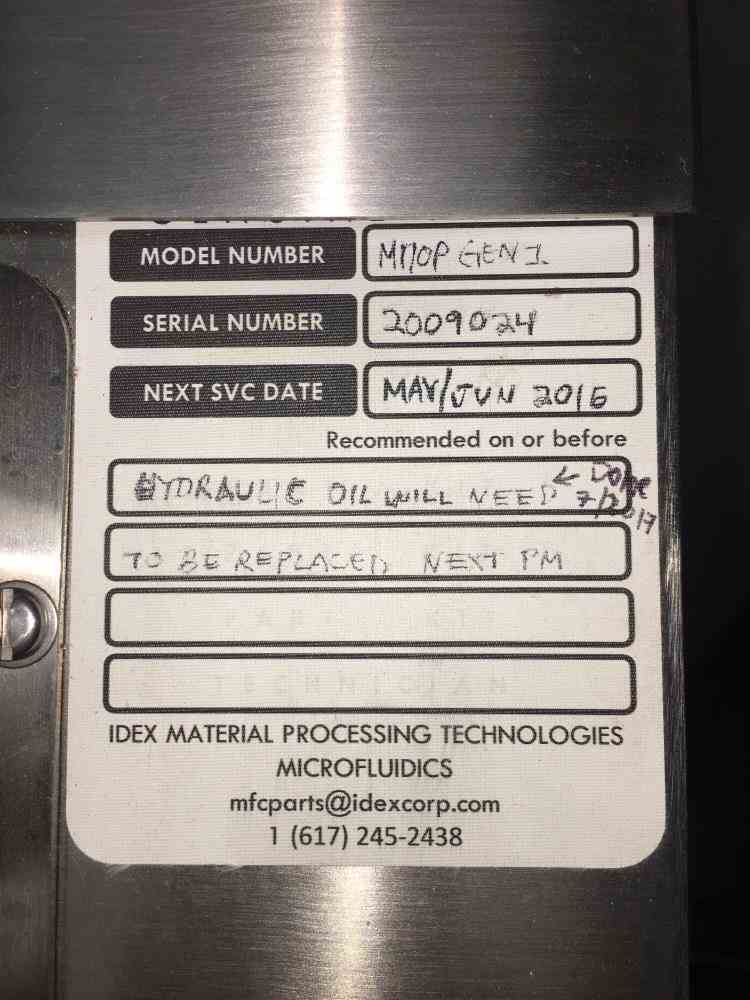 MODEL NUMBER M110P GEN 1
SERIAL NUMBER 2009024
NEXT SVC DATE MAY/JUN 2016
Recommended on or before
HYDRAULIC OIL WILL NEED ← Done
7/2017
TO BE REPLACED NEXT PM
IDEX MATERIAL PROCESSING TECHNOLOGIES
MICROFLUIDICS
mfcparts@idexcorp.com
1 (617) 245-2438